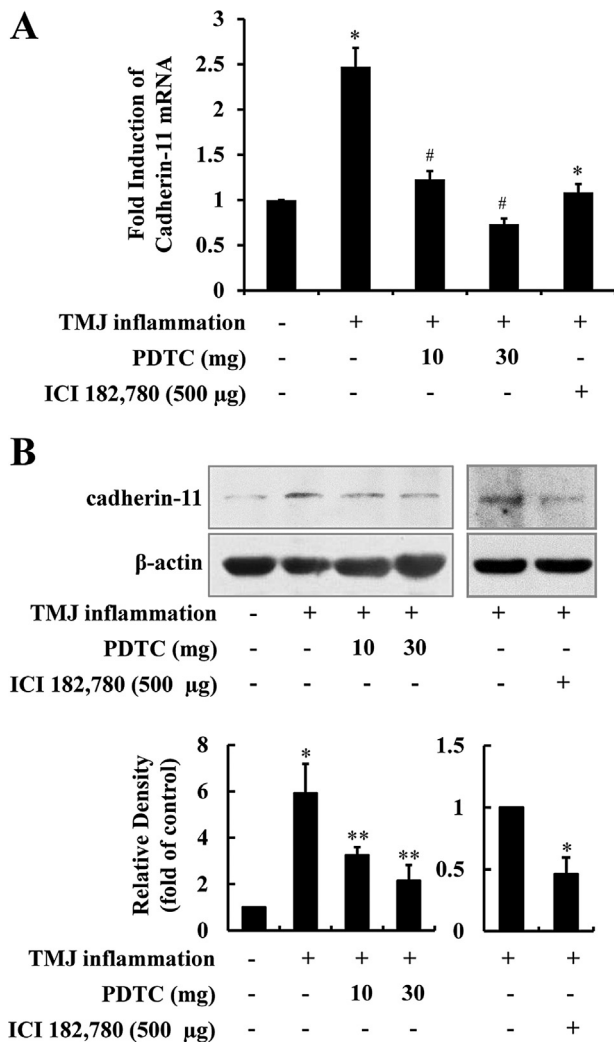 A
Fold Induction of
Cadherin-11 mRNA
3
2.5
2
1.5
1
0.5
0
*
#
#
*
TMJ inflammation - + + + +
PDTC (mg) - - 10 30 -
ICI 182,780 (500 µg) - - - - +
B
cadherin-11
β-actin
TMJ inflammation - + + + + +
PDTC (mg) - - 10 30 - -
ICI 182,780 (500 µg) - - - - - +
Relative Density
(fold of control)
8
6
4
2
0
*
**
**
1.5
1
0.5
0
*
TMJ inflammation - + + + + +
PDTC (mg) - - 10 30 - -
ICI 182,780 (500 µg) - - - - - +